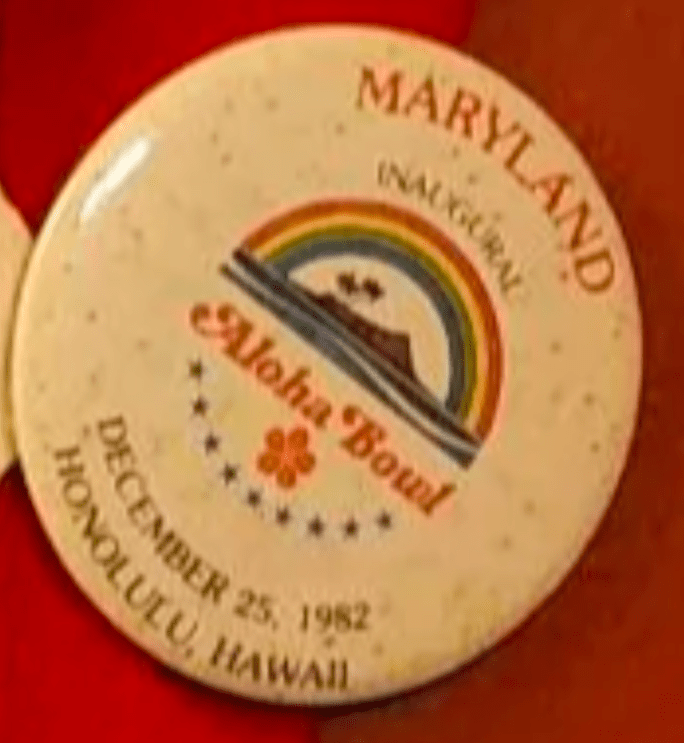 MARYLAND
INAUGURAL
Aloha Bowl
DECEMBER 25, 1982
HONOLULU, HAWAII